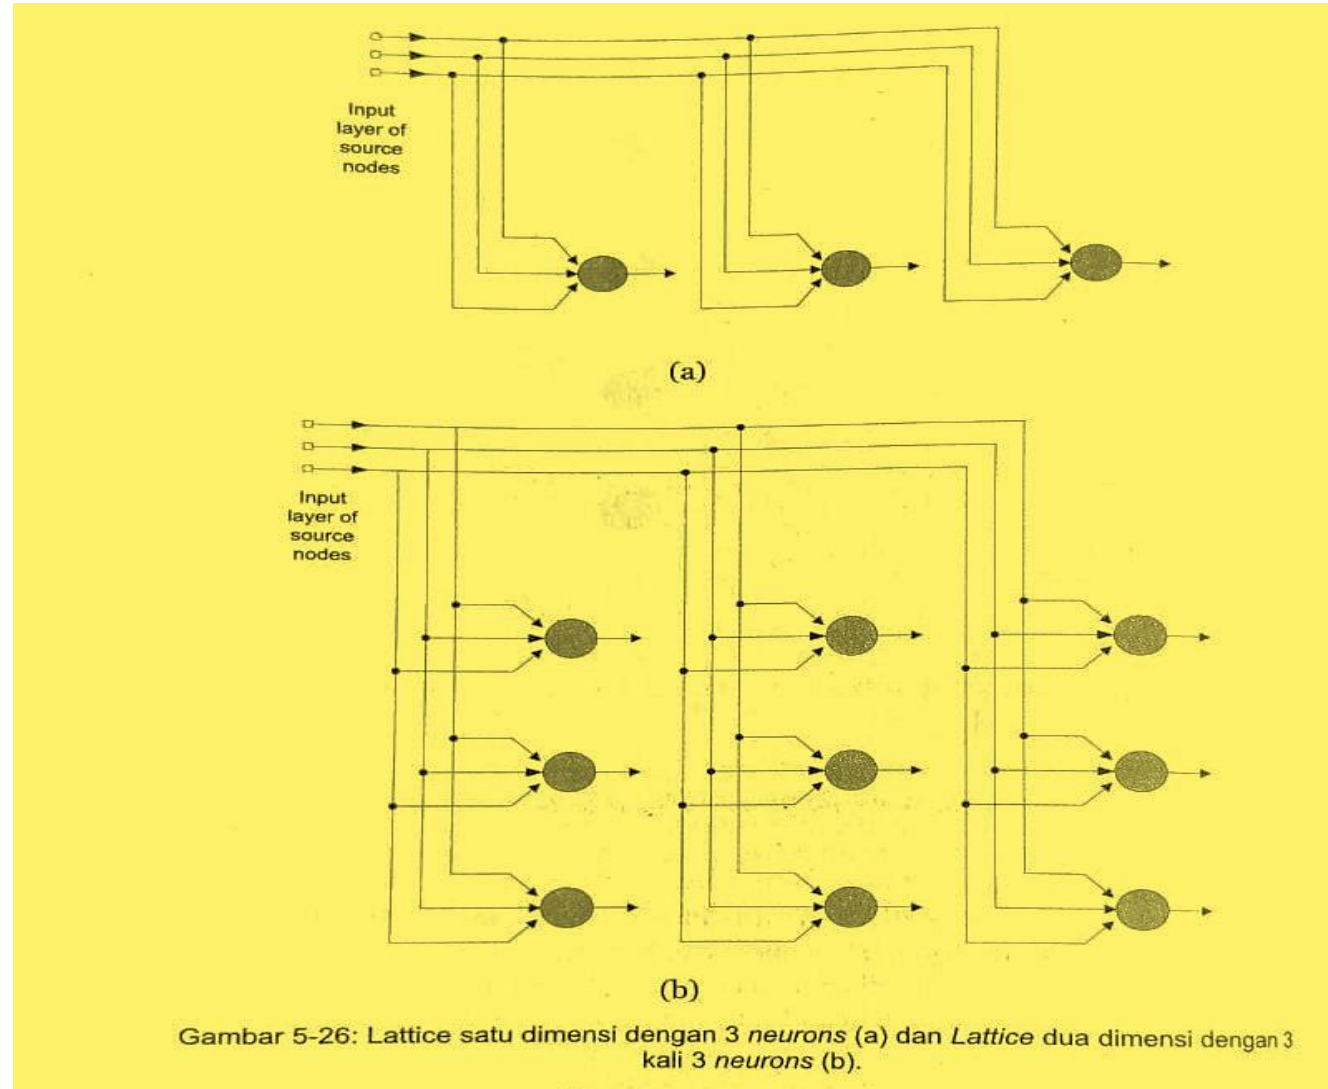 Input
layer of
source
nodes
(a)
Input
layer of
source
nodes
(b)
Gambar 5-26: Lattice satu dimensi dengan 3 neurons (a) dan Lattice dua dimensi dengan 3
kali 3 neurons (b).